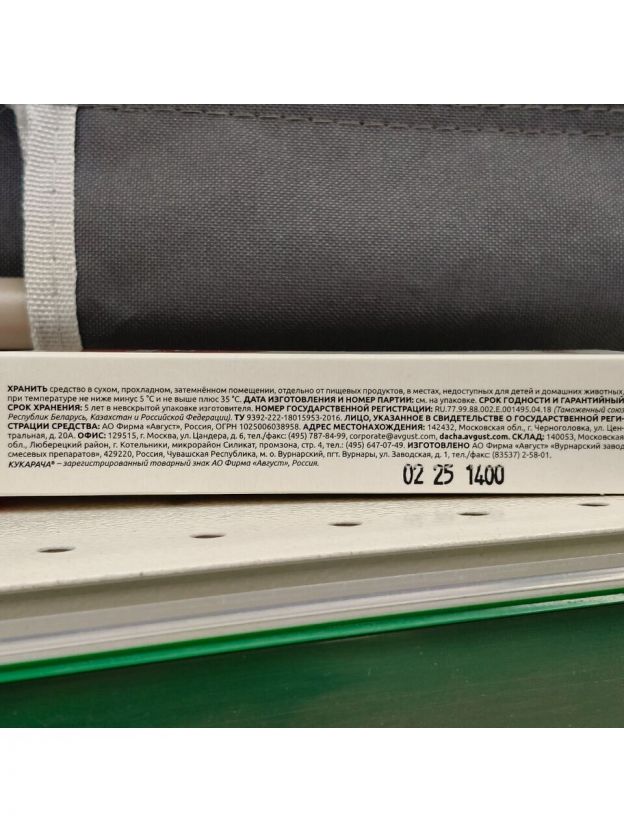 ХРАНИТЬ средство в сухом, прохладном, затемнённом помещении, отдельно от пищевых продуктов, в местах, недоступных для детей и домашних животных,
при температуре не ниже минус 5 °С и не выше плюс 35 °С. ДАТА ИЗГОТОВЛЕНИЯ И НОМЕР ПАРТИИ: см. на упаковке. СРОК ГОДНОСТИ И ГАРАНТИЙНЫЙ
СРОК ХРАНЕНИЯ: 5 лет в невскрытой упаковке изготовителя. НОМЕР ГОСУДАРСТВЕННОЙ РЕГИСТРАЦИИ: RU.77.99.88.002.Е.001495.04.18 (Таможенный союз
Республик Беларусь, Казахстан и Российской Федерации). ТУ 9392-222-18015953-2016. ЛИЦО, УКАЗАННОЕ В СВИДЕТЕЛЬСТВЕ О ГОСУДАРСТВЕННОЙ РЕГИ-
СТРАЦИИ СРЕДСТВА: АО Фирма «Август», Россия, ОГРН 1025006038958. АДРЕС МЕСТОНАХОЖДЕНИЯ: 142432, Московская обл., г. Черноголовка, ул. Цен-
тральная, д. 20А. ОФИС: 129515, г. Москва, ул. Цандера, д. 6, тел./факс: (495) 787-84-99, corporate@avgust.com, dacha.avgust.com. СКЛАД: 140053, Московская
обл., Люберецкий район, г. Котельники, микрорайон Силикат, промзона, стр. 4, тел./факс: (495) 647-07-49. ИЗГОТОВЛЕНО АО Фирма «Август» «Вурнарский завод
смесевых препаратов», 429220, Россия, Чувашская Республика, м. о. Вурнарский, пгт. Вурнары, ул. Заводская, д. 1, тел./факс: (83537) 2-58-01.
КУКАРАЧА® – зарегистрированный товарный знак АО Фирма «Август», Россия.
02 25 1400